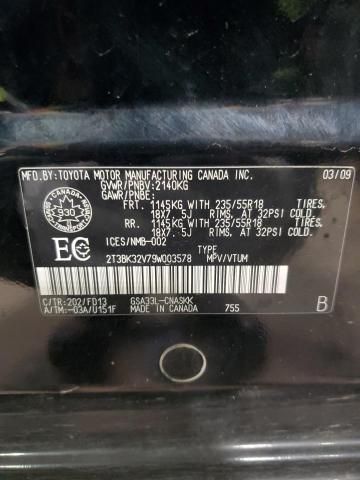 MFD.BY:TOYOTA MOTOR MANUFACTURING CANADA INC. 03/09
GVWR/PNBV:2140KG
GAWR/PNBE:
FRT. 1145KG WITH 235/55R18 TIRES,
18X7.5J RIMS, AT 32PSI COLD
RR. 1145KG WITH 235/55R18 TIRES,
18X7.5J RIMS, AT 32PSI COLD
CANADA
930
EC
ICES/NMB-002
TYPE
2T3BK32V79W003578 MPV/VTUM
C/TR:202/FD13 GSA33L-CNASKK B
A/TM:-03A/U151F MADE IN CANADA 755